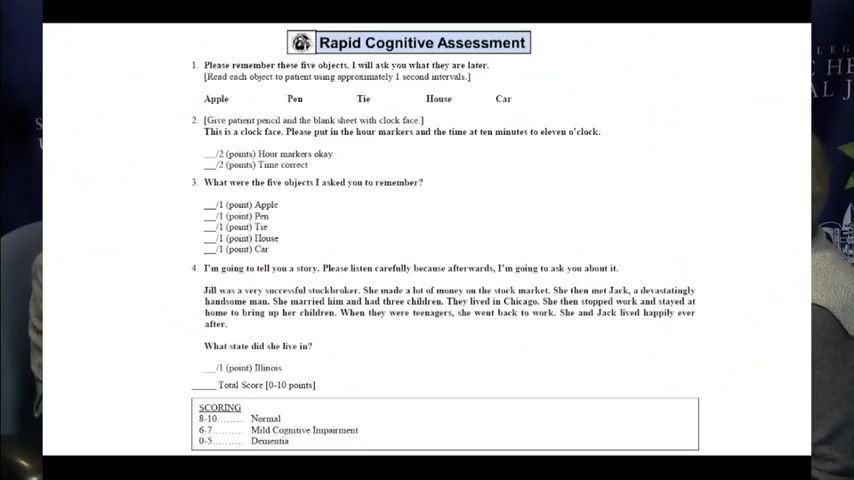 Rapid Cognitive Assessment
1. Please remember these five objects. I will ask you what they are later.
[Read each object to patient using approximately 1 second intervals.]
Apple Pen Tie House Car
2. [Give patient pencil and the blank sheet with clock face.]
This is a clock face. Please put in the hour markers and the time at ten minutes to eleven o'clock.
__/2 (points) Hour markers okay
__/2 (points) Time correct
3. What were the five objects I asked you to remember?
__/1 (point) Apple
__/1 (point) Pen
__/1 (point) Tie
__/1 (point) House
__/1 (point) Car
4. I'm going to tell you a story. Please listen carefully because afterwards, I'm going to ask you about it.
Jill was a very successful stockbroker. She made a lot of money on the stock market. She then met Jack, a devastatingly
handsome man. She married him and had three children. They lived in Chicago. She then stopped work and stayed at
home to bring up her children. When they were teenagers, she went back to work. She and Jack lived happily ever
after.
What state did she live in?
__/1 (point) Illinois
_____ Total Score [0-10 points]
SCORING
8-10......... Normal
6-7.......... Mild Cognitive Impairment
0-5.......... Dementia